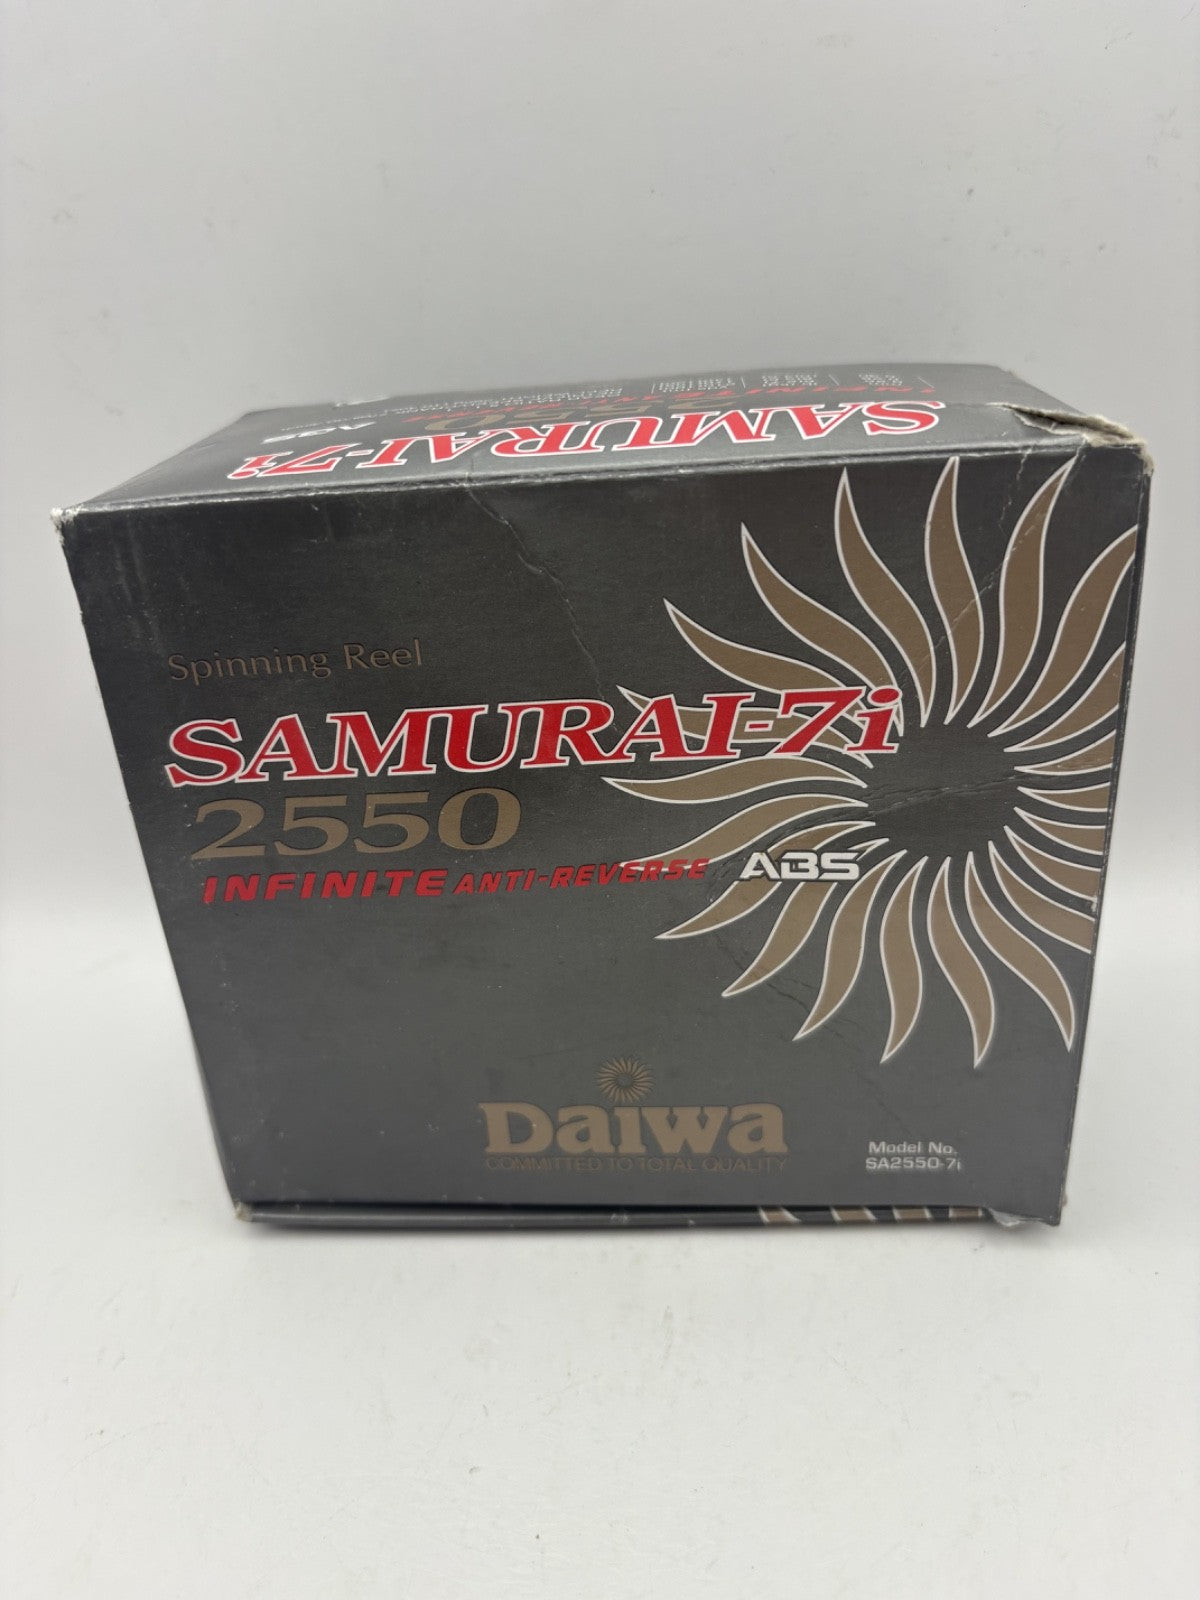 SAMURAI-7i
ABS
Spinning Reel
SAMURAI-7i
2550
INFINITE ANTI-REVERSE ABS
Daiwa
COMMITTED TO TOTAL QUALITY
Model No.
SA2550-7i